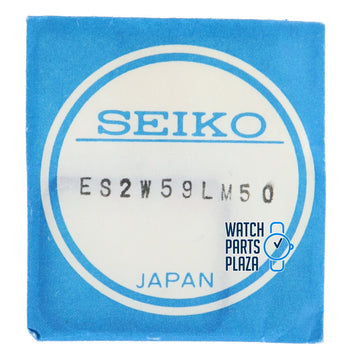 SEIKO
ES2W59LM50
WATCH
PARTS
PLAZA
JAPAN